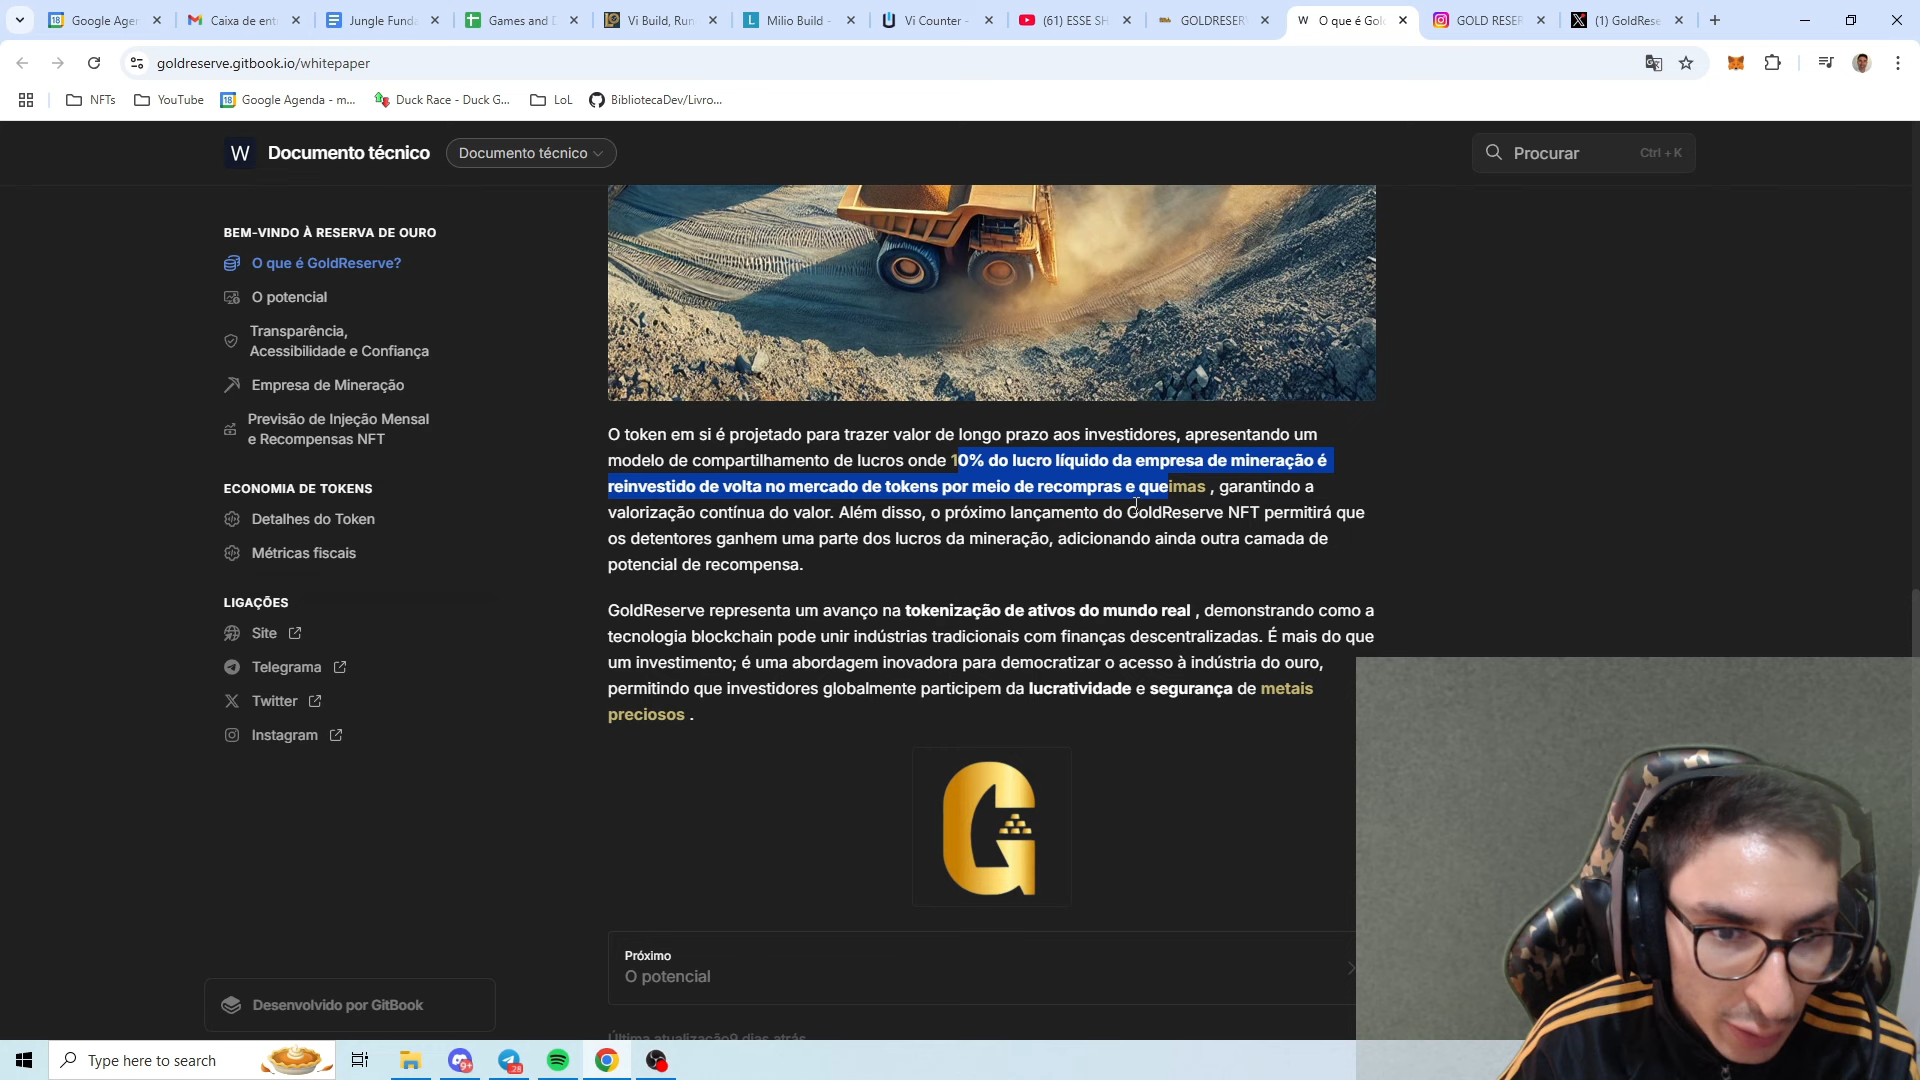 Google Ager
Caixa de ent
Jungle Funda
Games and D
Vi Build, Run
Milio Build -
Vi Counter -
(61) ESSE SH
GOLDRESER
O que é Gol
GOLD RESER
(1) GoldRese
goldreserve.gitbook.io/whitepaper
NFTs
YouTube
Google Agenda - m...
Duck Race - Duck G...
LoL
BibliotecaDev/Livro...
W
Documento técnico
Documento técnico
Procurar
Ctrl + K
BEM-VINDO À RESERVA DE OURO
O que é GoldReserve?
O potencial
Transparência,
Acessibilidade e Confiança
Empresa de Mineração
Previsão de Injeção Mensal
e Recompensas NFT
ECONOMIA DE TOKENS
Detalhes do Token
Métricas fiscais
LIGAÇÕES
Site
Telegrama
Twitter
Instagram
Desenvolvido por GitBook
O token em si é projetado para trazer valor de longo prazo aos investidores, apresentando um
modelo de compartilhamento de lucros onde 10% do lucro líquido da empresa de mineração é
reinvestido de volta no mercado de tokens por meio de recompras e queimas , garantindo a
valorização contínua do valor. Além disso, o próximo lançamento do GoldReserve NFT permitirá que
os detentores ganhem uma parte dos lucros da mineração, adicionando ainda outra camada de
potencial de recompensa.
GoldReserve representa um avanço na tokenização de ativos do mundo real , demonstrando como a
tecnologia blockchain pode unir indústrias tradicionais com finanças descentralizadas. É mais do que
um investimento; é uma abordagem inovadora para democratizar o acesso à indústria do ouro,
permitindo que investidores globalmente participem da lucratividade e segurança de metais
preciosos .
G
Próximo
O potencial
Última atualização9 dias atrás
Type here to search